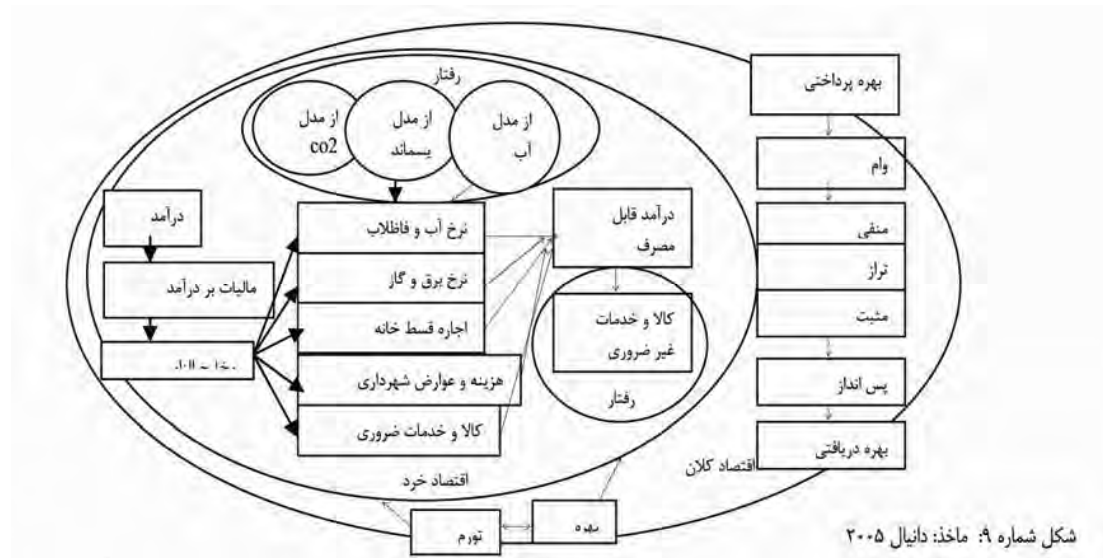 رفتار
از مدل
co2
از مدل
پسماند
از مدل
آب
درآمد
مالیات بر درآمد
نرخ آب و فاظلاب
نرخ برق و گاز
اجاره قسط خانه
هزینه و عوارض شهرداری
کالا و خدمات ضروری
درآمد قابل
مصرف
کالا و خدمات
غیر ضروری
رفتار
بهره پرداختی
وام
منفی
تراز
مثبت
پس انداز
بهره دریافتی
اقتصاد کلان
اقتصاد خرد
تورم
بهره
شکل شماره ۹: ماخذ: دانیال ۲۰۰۵